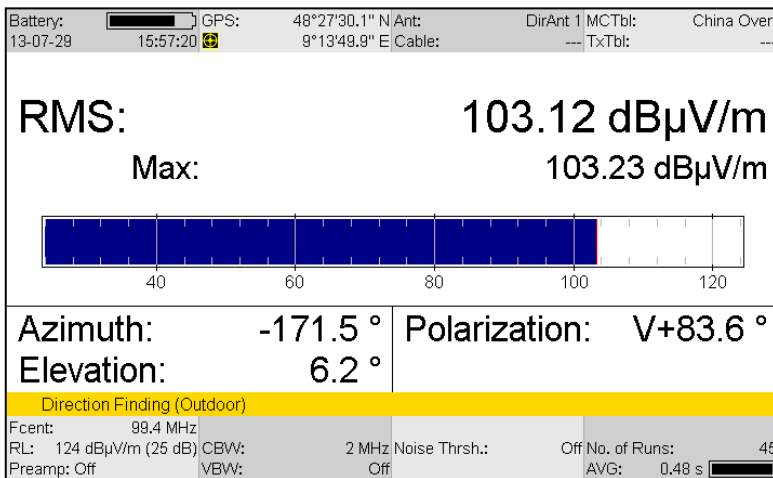 Battery: GPS: 48°27'30.1" N Ant: DirAnt 1 MCTbl: China Over
13-07-29 15:57:20 9°13'49.9" E Cable: --- TxTbl: ---
RMS: 103.12 dBµV/m
Max: 103.23 dBµV/m
40 60 80 100 120
Azimuth: -171.5 ° Polarization: V+83.6 °
Elevation: 6.2 °
Direction Finding (Outdoor)
Fcent: 99.4 MHz
RL: 124 dBµV/m (25 dB) CBW: 2 MHz Noise Thrsh.: Off No. of Runs: 45
Preamp: Off VBW: Off AVG: 0.48 s